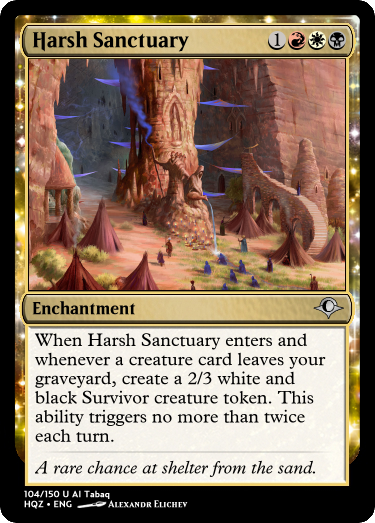 Harsh Sanctuary 1
Enchantment
When Harsh Sanctuary enters and
whenever a creature card leaves your
graveyard, create a 2/3 white and
black Survivor creature token. This
ability triggers no more than twice
each turn.
A rare chance at shelter from the sand.
104/150 U Al Tabaq
HQZ • ENG Alexandr Elichev